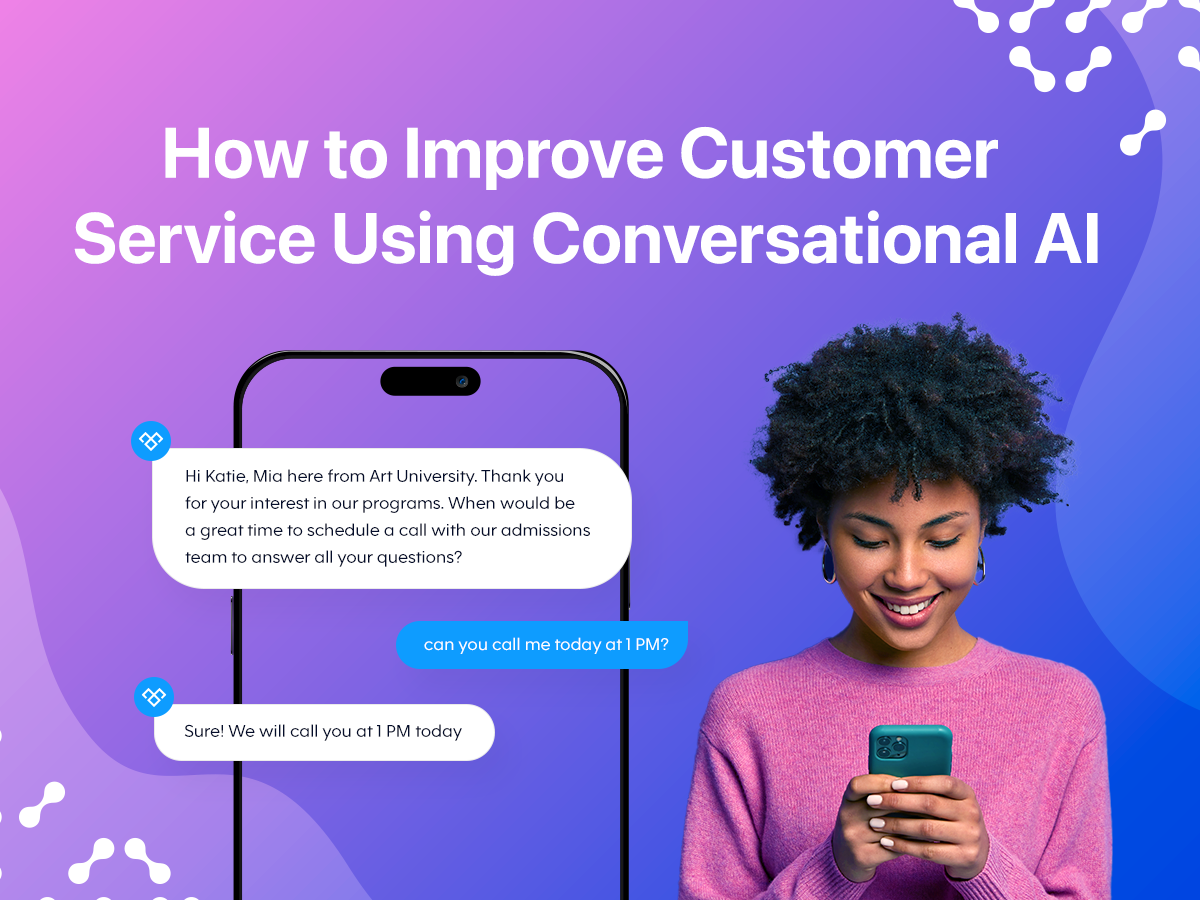 How to Improve Customer
Service Using Conversational AI
Hi Katie, Mia here from Art University. Thank you
for your interest in our programs. When would be
a great time to schedule a call with our admissions
team to answer all your questions?
can you call me today at 1 PM?
Sure! We will call you at 1 PM today